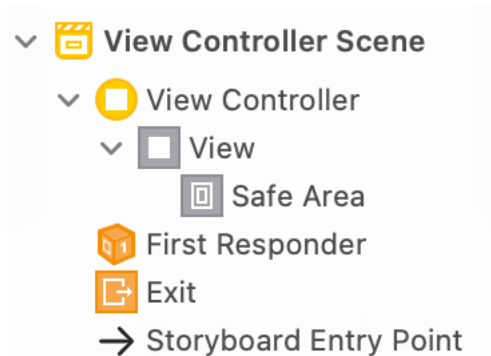 View Controller Scene
View Controller
View
Safe Area
First Responder
Exit
Storyboard Entry Point